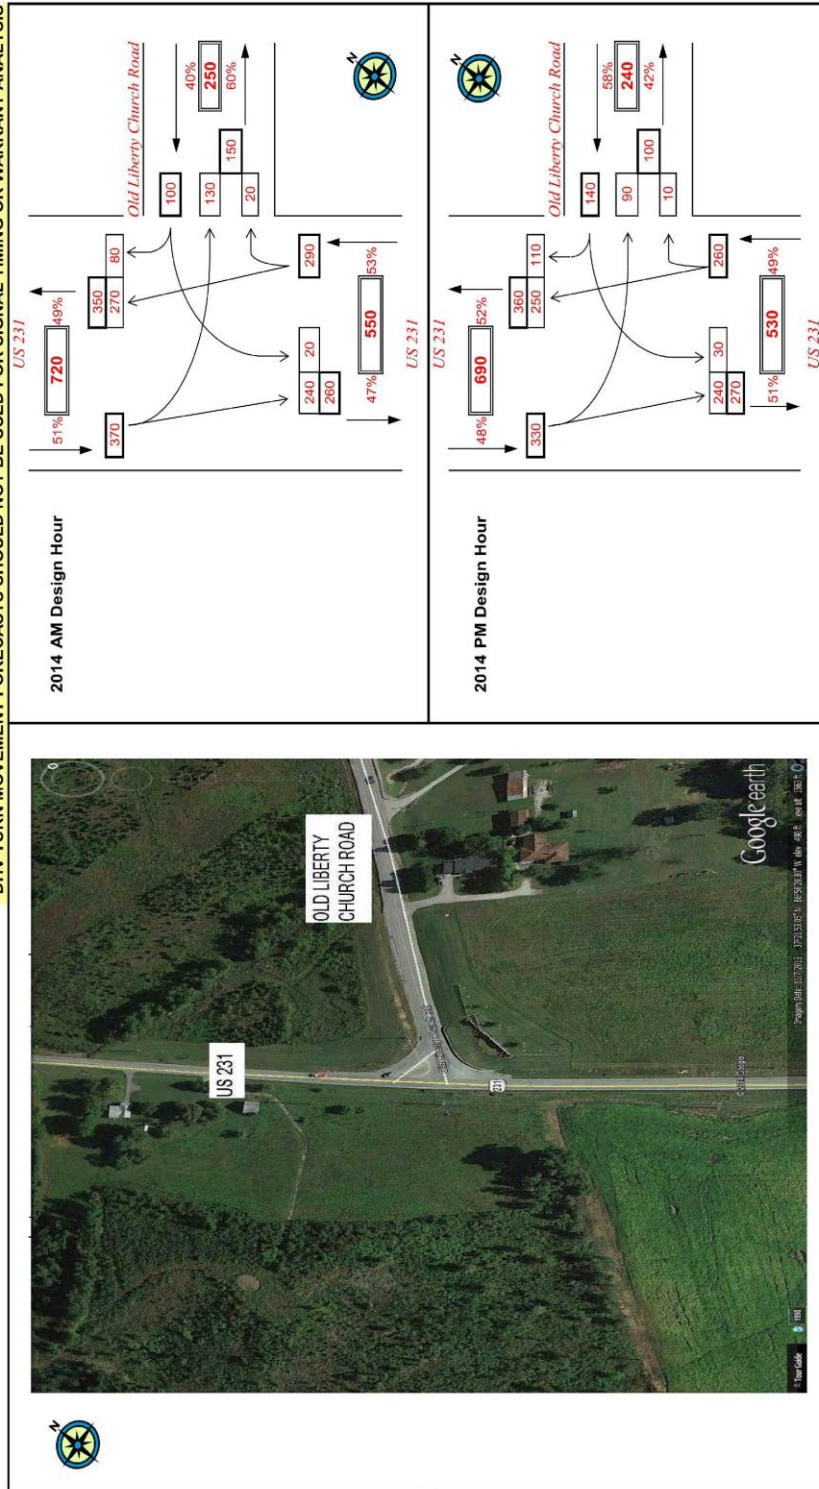 DHV TURN MOVEMENT FORECASTS SHOULD NOT BE USED FOR SIGNAL TIMING OR WARRANT ANALYSIS
N
OLD LIBERTY
CHURCH ROAD
US 231
231
Google earth
Tour Guide
1998
2014 AM Design Hour
US 231
51%
720
49%
370
350
270
80
Old Liberty Church Road
100
40%
250
60%
130
150
20
N
240
20
260
290
47%
550
53%
US 231
2014 PM Design Hour
US 231
48%
690
52%
330
360
250
110
Old Liberty Church Road
140
58%
240
42%
90
100
10
N
240
30
270
260
51%
530
49%
US 231